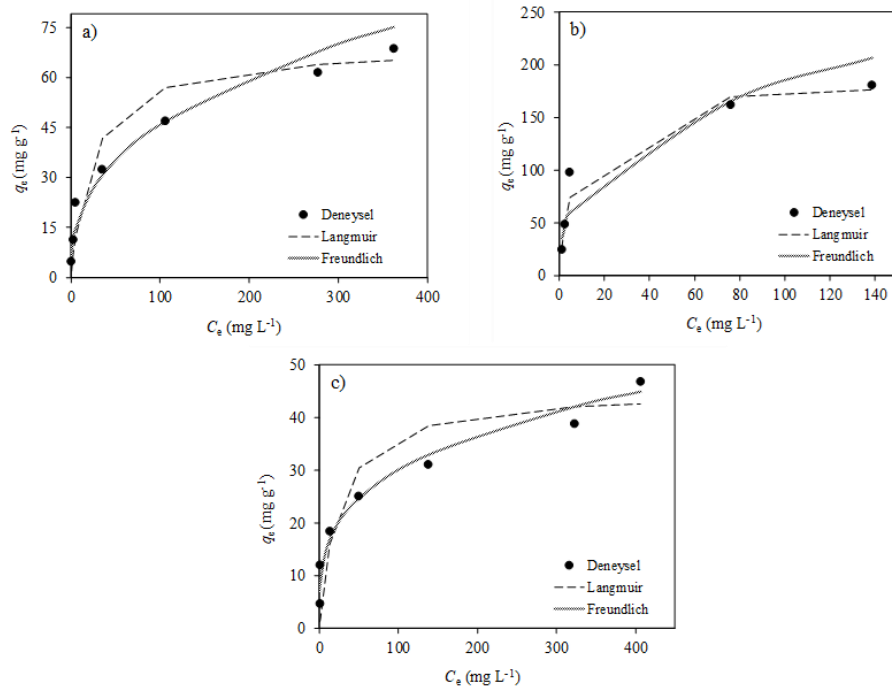 a)
75
60
45
30
15
0
qe (mg g-1)
0 100 200 300 400
Ce (mg L-1)
Deneysel
Langmuir
Freundlich
b)
250
200
150
100
50
0
qe (mg g-1)
0 20 40 60 80 100 120 140
Ce (mg L-1)
Deneysel
Langmuir
Freundlich
c)
50
40
30
20
10
0
qe (mg g-1)
0 100 200 300 400
Ce (mg L-1)
Deneysel
Langmuir
Freundlich